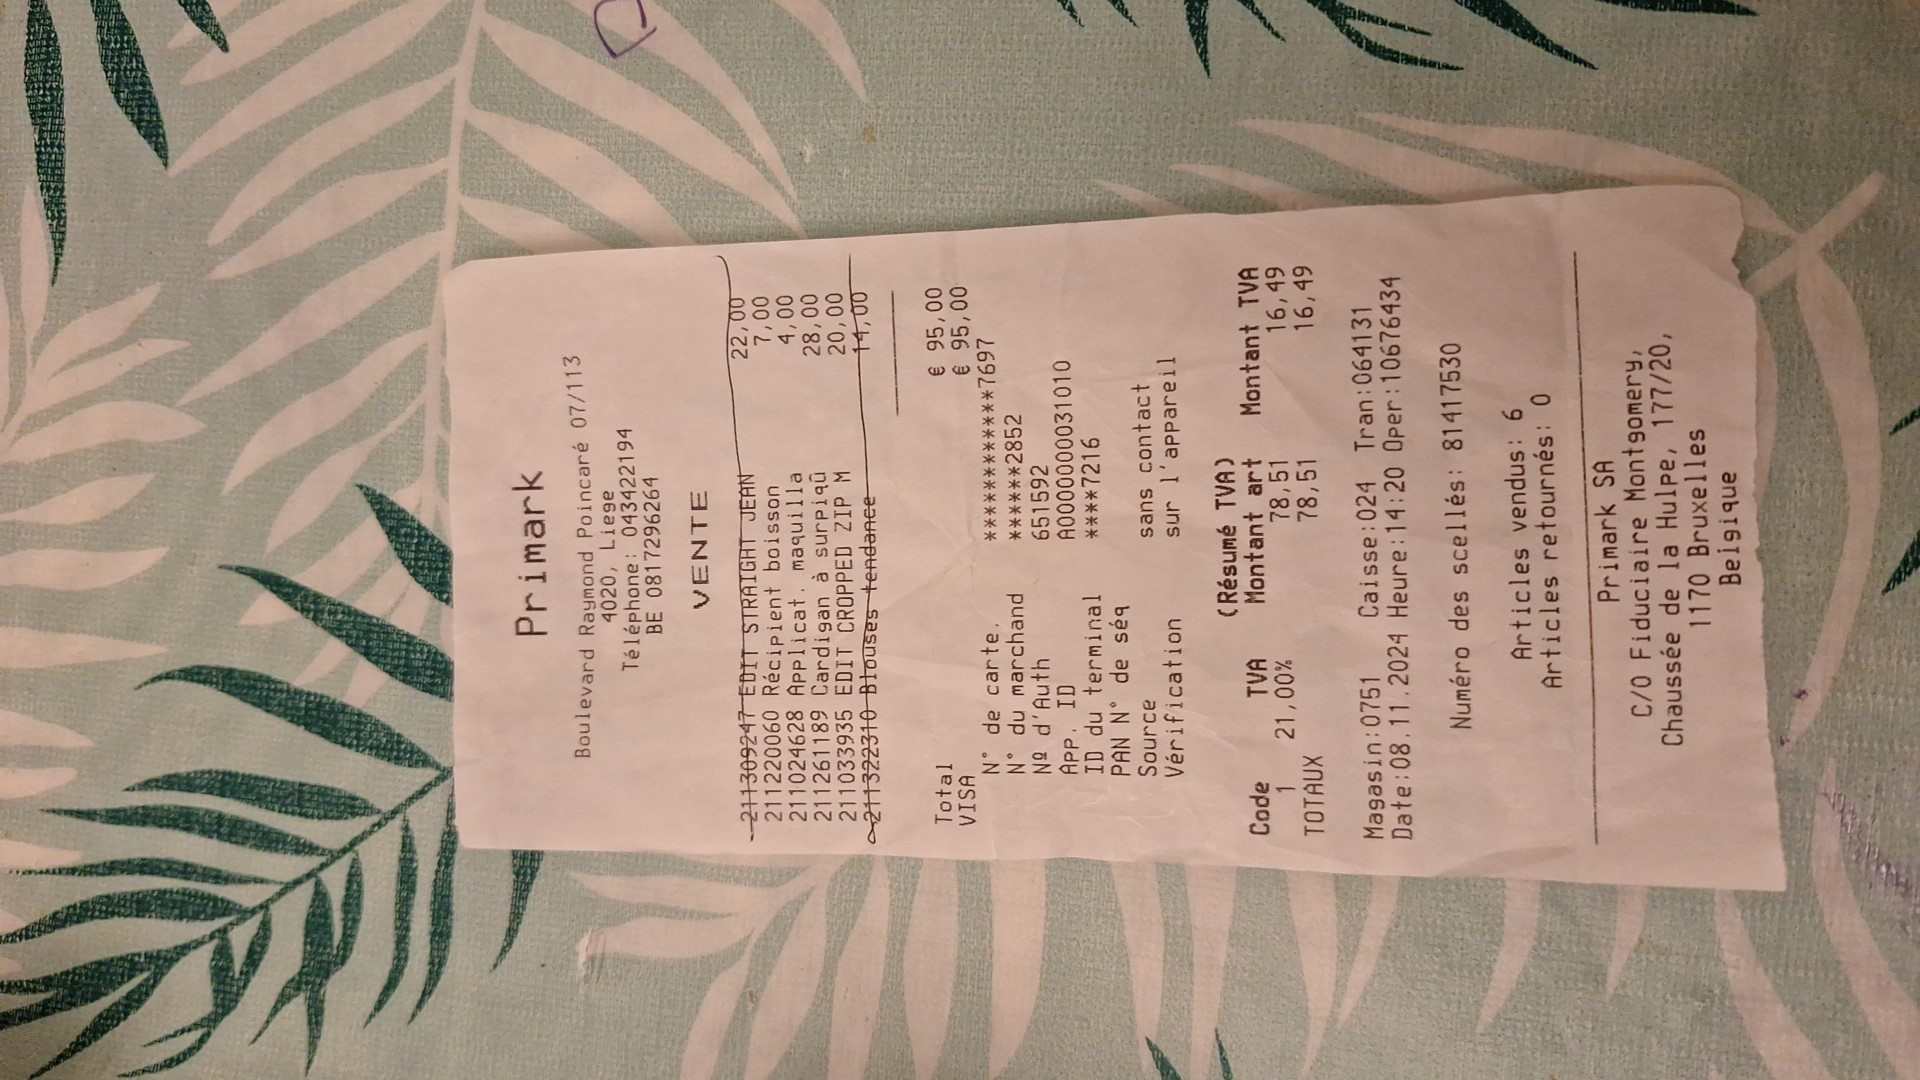 Primark
Boulevard Raymond Poincaré 07/113
4020, Liege
Téléphone: 043422194
BE 0817296264
VENTE
211309247 EDIT STRAIGHT JEAN 22,00
211220060 Récipient boisson 7,00
211024628 Applicat. maquilla 4,00
211261189 Cardigan à surpiqû 28,00
211033935 EDIT CROPPED ZIP M 20,00
211322310 Blouses tendance 14,00
Total € 95,00
VISA € 95,00
N° de carte. ************7697
N° du marchand ******2852
Nº d'Auth 651592
App. ID A0000000031010
ID du terminal ****7216
PAN N° de séq
Source sans contact
Vérification sur l'appareil
(Résumé TVA)
Code TVA Montant art Montant TVA
1 21,00% 78,51 16,49
TOTAUX 78,51 16,49
Magasin:0751 Caisse:024 Tran:064131
Date:08.11.2024 Heure:14:20 Oper:10676434
Numéro des scellés: 81417530
Articles vendus: 6
Articles retournés: 0
Primark SA
C/O Fiduciaire Montgomery,
Chaussée de la Hulpe, 177/20,
1170 Bruxelles
Belgique